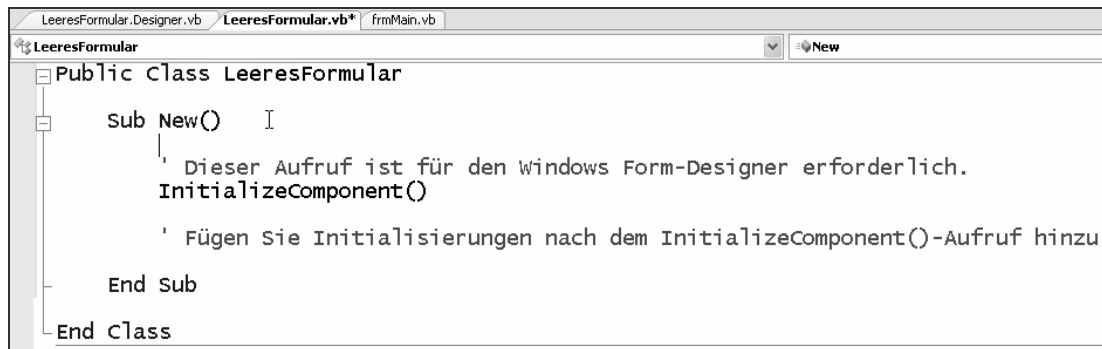 LeeresFormular.Designer.vb LeeresFormular.vb* frmMain.vb
LeeresFormular New
Public Class LeeresFormular
Sub New()
' Dieser Aufruf ist für den Windows Form-Designer erforderlich.
InitializeComponent()
' Fügen Sie Initialisierungen nach dem InitializeComponent()-Aufruf hinzu
End Sub
End Class